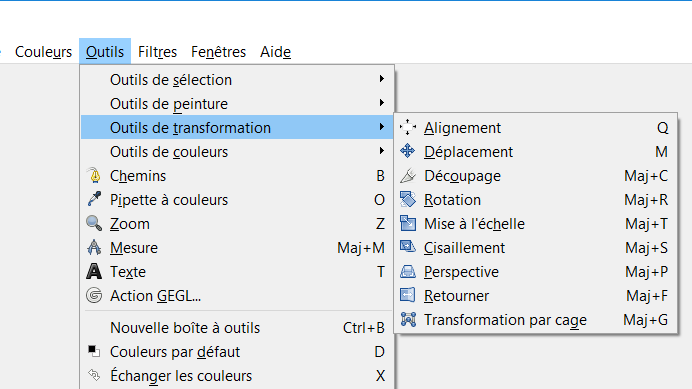 Couleurs Outils Filtres Fenêtres Aide
Outils de sélection
Outils de peinture
Outils de transformation
Outils de couleurs
Chemins B
Pipette à couleurs O
Zoom Z
Mesure Maj+M
Texte T
Action GEGL...
Nouvelle boîte à outils Ctrl+B
Couleurs par défaut D
Échanger les couleurs X
Alignement Q
Déplacement M
Découpage Maj+C
Rotation Maj+R
Mise à l'échelle Maj+T
Cisaillement Maj+S
Perspective Maj+P
Retourner Maj+F
Transformation par cage Maj+G